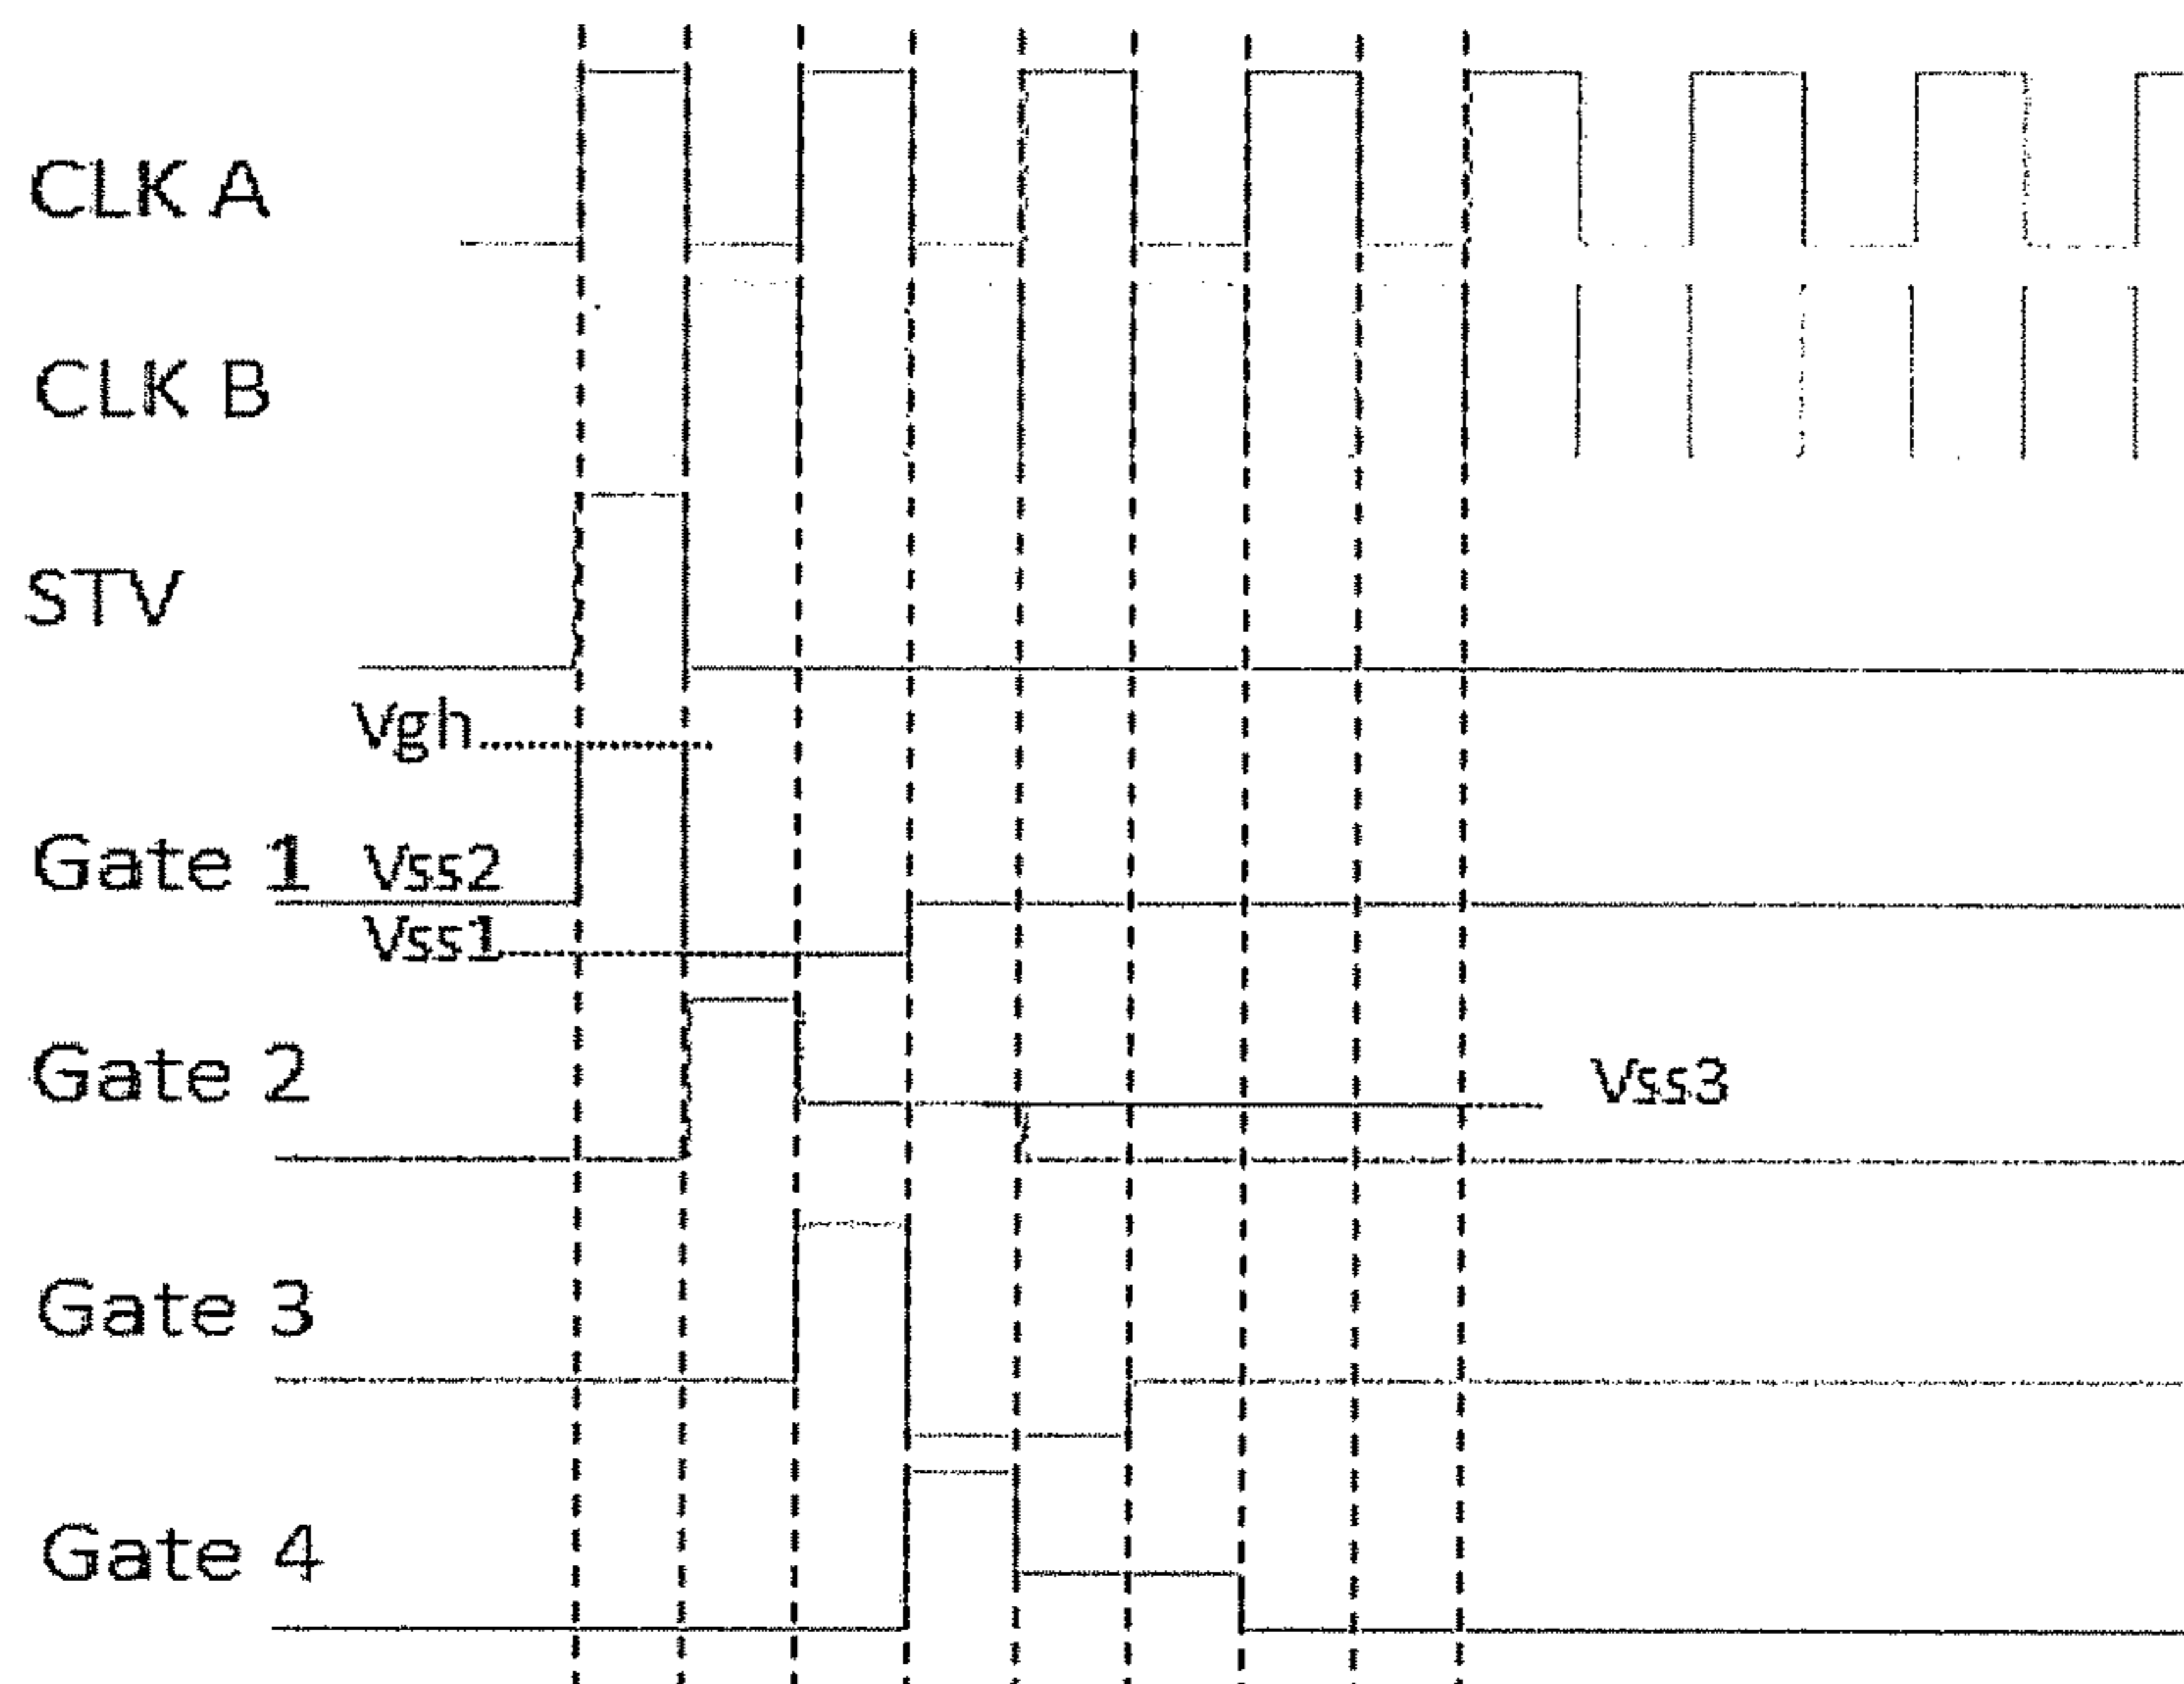 CLK A
CLK B
STV
Vgh
Gate 1 Vss2
Vss1
Gate 2
Vss3
Gate 3
Gate 4